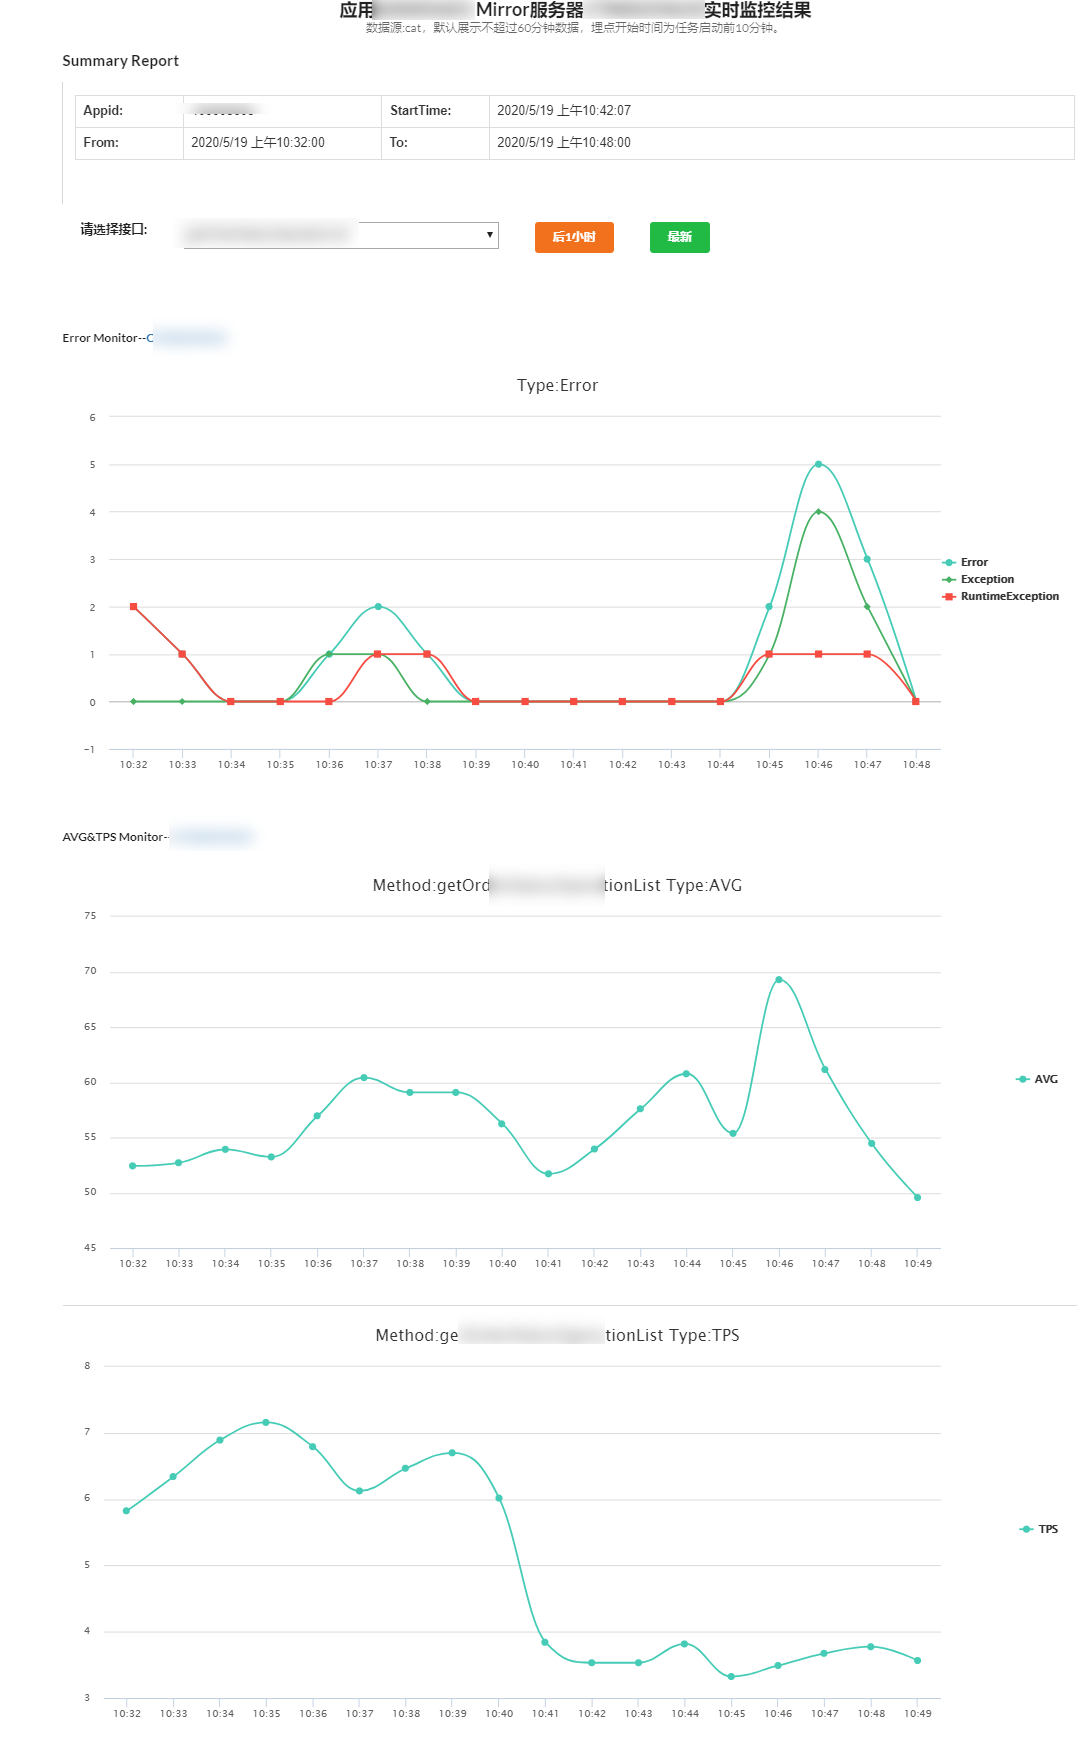 应用 Mirror服务器 实时监控结果
数据源:cat，默认展示不超过60分钟数据，埋点开始时间为任务启动前10分钟。
Summary Report
Appid: StartTime: 2020/5/19 上午10:42:07
From: 2020/5/19 上午10:32:00 To: 2020/5/19 上午10:48:00
请选择接口: 后1小时 最新
Error Monitor--C
Type:Error
6
5
4
3
2
1
0
-1
10:32 10:33 10:34 10:35 10:36 10:37 10:38 10:39 10:40 10:41 10:42 10:43 10:44 10:45 10:46 10:47 10:48
Error
Exception
RuntimeException
AVG&TPS Monitor--
Method:getOrd tionList Type:AVG
75
70
65
60
55
50
45
10:32 10:33 10:34 10:35 10:36 10:37 10:38 10:39 10:40 10:41 10:42 10:43 10:44 10:45 10:46 10:47 10:48 10:49
AVG
Method:ge tionList Type:TPS
8
7
6
5
4
3
10:32 10:33 10:34 10:35 10:36 10:37 10:38 10:39 10:40 10:41 10:42 10:43 10:44 10:45 10:46 10:47 10:48 10:49
TPS